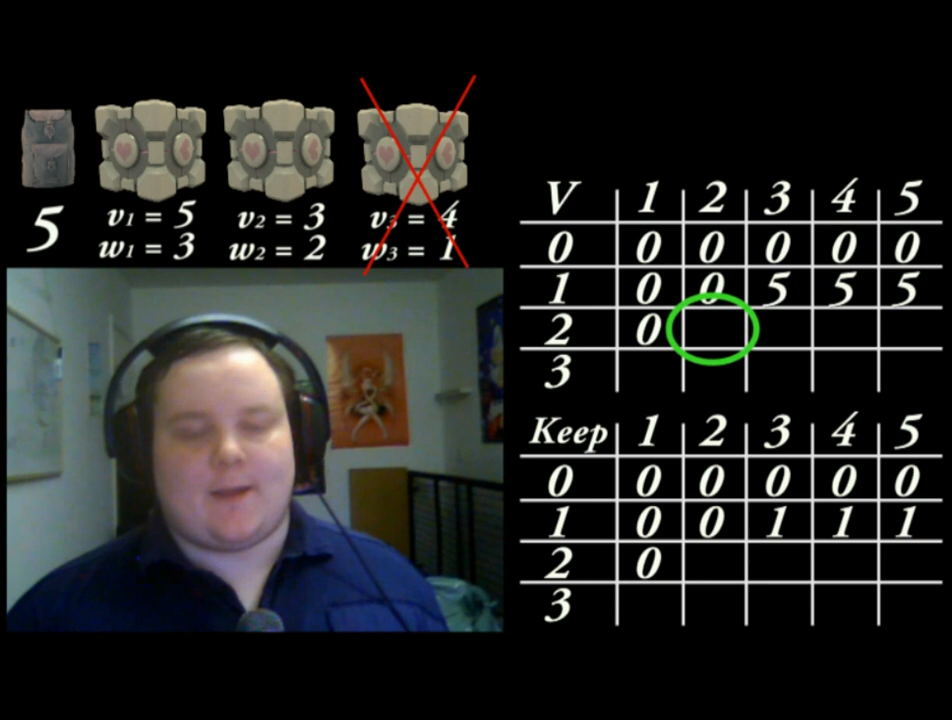 5
v1 = 5
w1 = 3
v2 = 3
w2 = 2
v3 = 4
w3 = 1
V 1 2 3 4 5
0 0 0 0 0 0
1 0 0 5 5 5
2 0
3
Keep 1 2 3 4 5
0 0 0 0 0 0
1 0 0 1 1 1
2 0
3